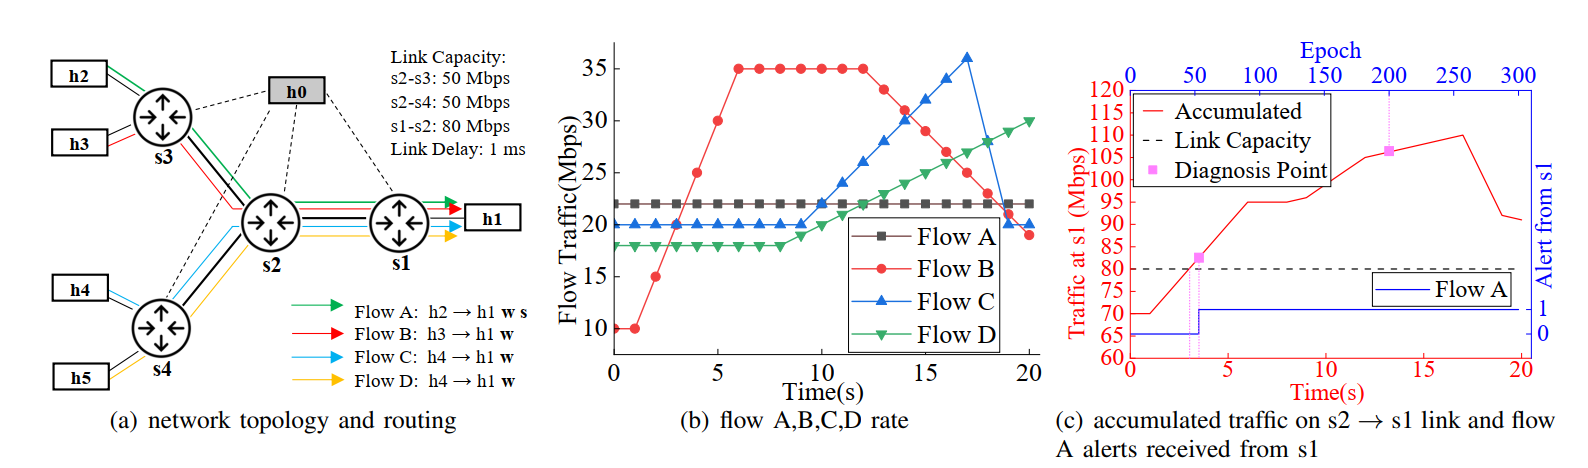 h2
h3
s3
h0
Link Capacity:
s2-s3: 50 Mbps
s2-s4: 50 Mbps
s1-s2: 80 Mbps
Link Delay: 1 ms
h1
s2
s1
h4
h5
s4
Flow A: h2 → h1 w s
Flow B: h3 → h1 w
Flow C: h4 → h1 w
Flow D: h4 → h1 w
(a) network topology and routing
Flow Traffic(Mbps)
35
30
25
20
15
10
Flow A
Flow B
Flow C
Flow D
0 5 10 15 20
Time(s)
(b) flow A,B,C,D rate
Epoch
0 50 100 150 200 250 300
Traffic at s1 (Mbps)
120
115
110
105
100
95
90
85
80
75
70
65
60
Accumulated
Link Capacity
Diagnosis Point
Flow A
Alert from s1
1
0
0 5 10 15 20
Time(s)
(c) accumulated traffic on s2 → s1 link and flow
A alerts received from s1